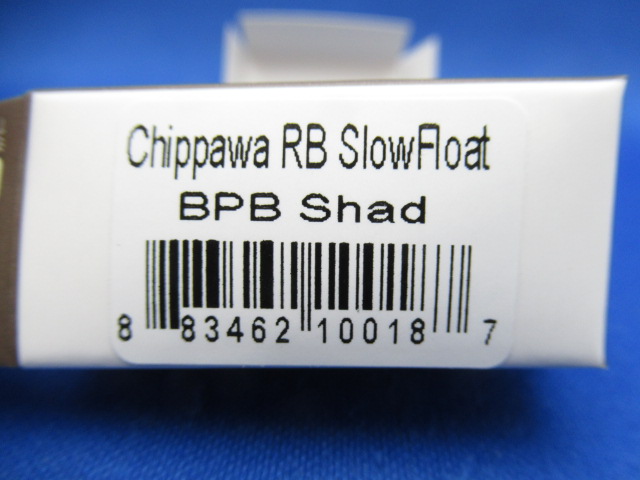 Chippawa RB SlowFloat
BPB Shad
8 83462 10018 7